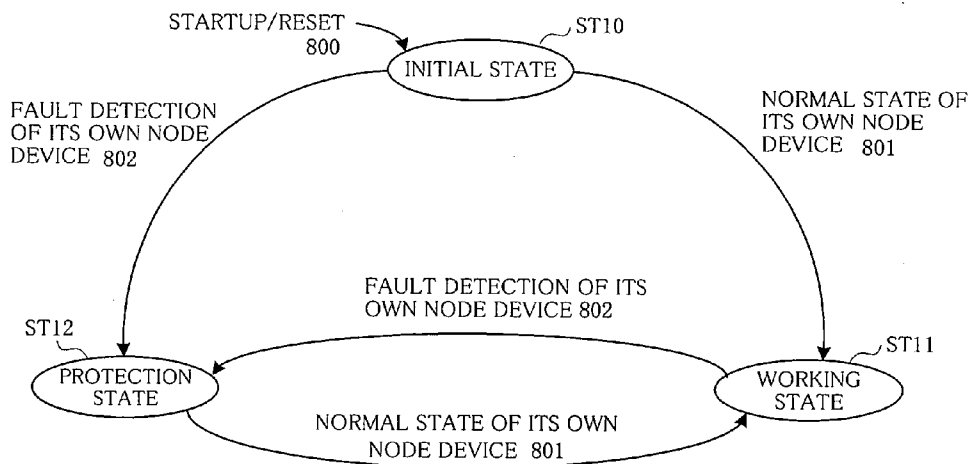 STARTUP/RESET
800
ST10
INITIAL STATE
FAULT DETECTION
OF ITS OWN NODE
DEVICE 802
NORMAL STATE OF
ITS OWN NODE
DEVICE 801
FAULT DETECTION OF ITS
OWN NODE DEVICE 802
ST12
PROTECTION
STATE
ST11
WORKING
STATE
NORMAL STATE OF ITS OWN
NODE DEVICE 801